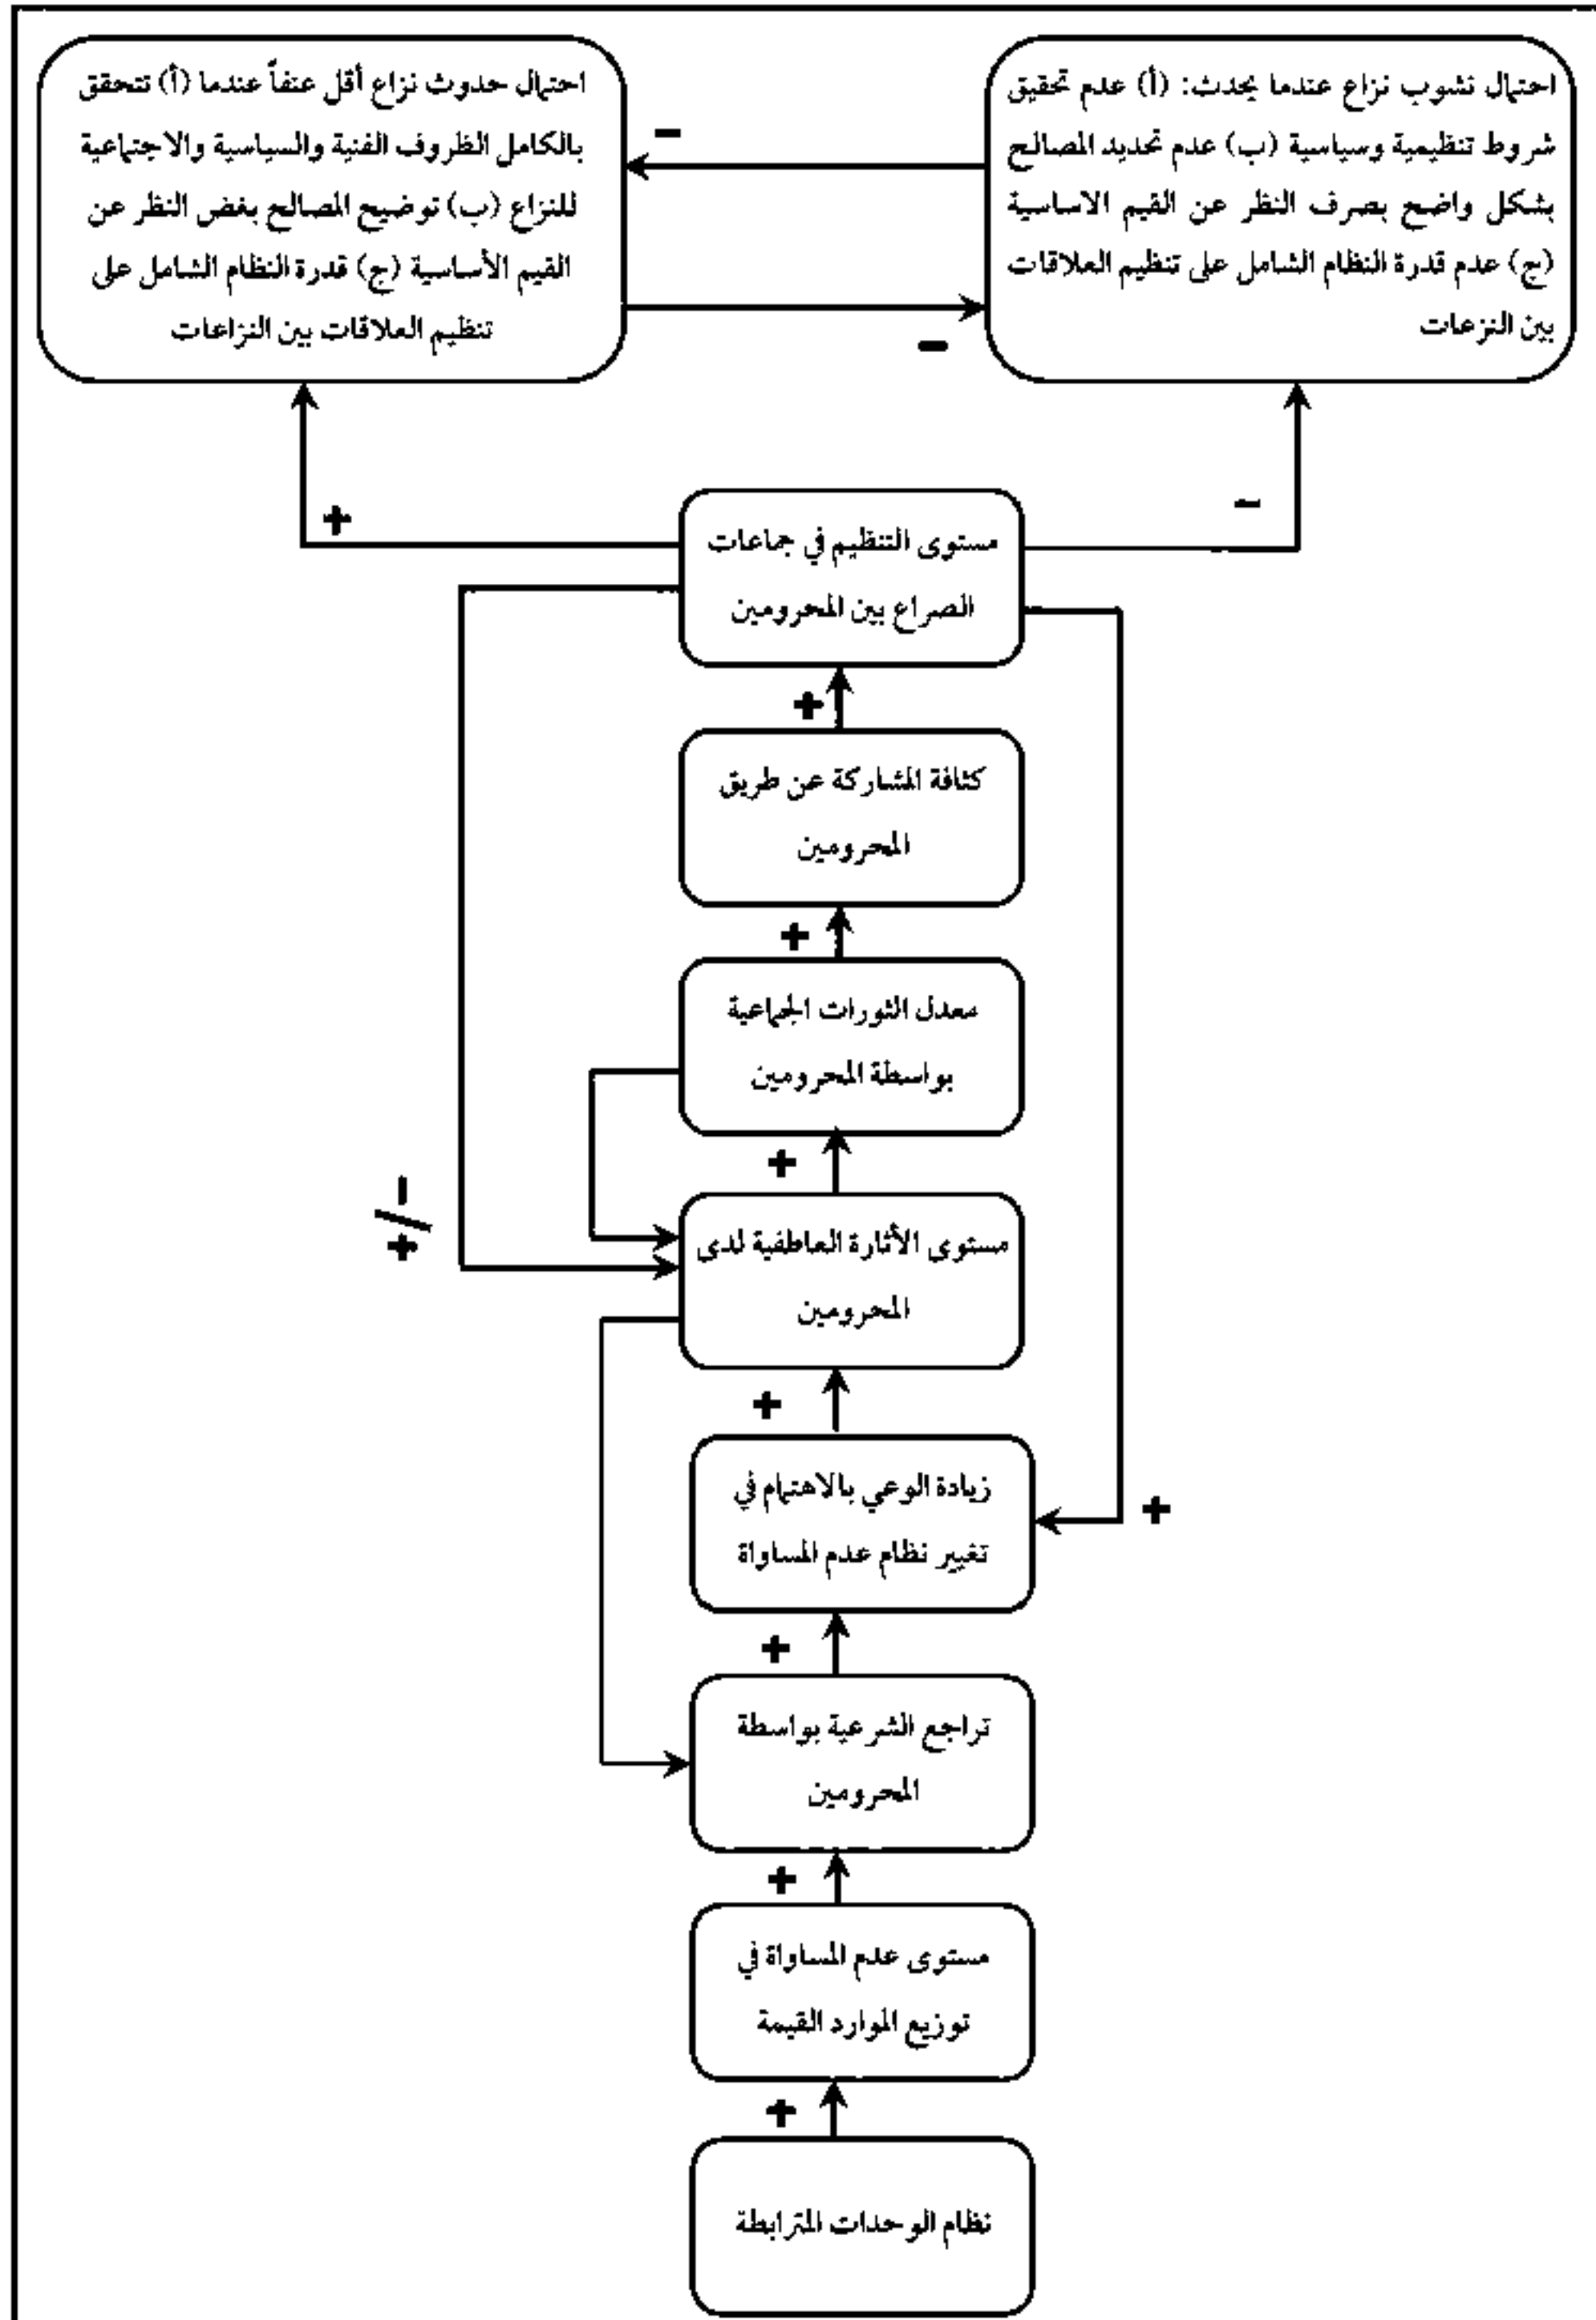 احتمال نشوب نزاع عندما يحدث: (أ) عدم تحقيق
شروط تنظيمية وسياسية (ب) عدم تحديد المصالح
بشكل واضح بصرف النظر عن القيم الاساسية
(ج) عدم قدرة النظام الشامل على تنظيم العلاقات
بين النزعات
احتمال حدوث نزاع أقل عنفاً عندما (أ) تتحقق
بالكامل الظروف الفنية والسياسية والاجتماعية
للنزاع (ب) توضيح المصالح بغض النظر عن
القيم الأساسية (ج) قدرة النظام الشامل على
تنظيم العلاقات بين النزاعات
-
-
-
+
مستوى التنظيم في جماعات
الصراع بين المحرومين
+
كثافة المشاركة عن طريق
المحرومين
+
معدل الثورات الجماعية
بواسطة المحرومين
+
+/-
مستوى الأثارة العاطفية لدى
المحرومين
+
زيادة الوعي بالاهتمام في
تغيير نظام عدم المساواة
+
+
تراجع الشرعية بواسطة
المحرومين
+
مستوى عدم المساواة في
توزيع الموارد القيمة
+
نظام الوحدات المترابطة